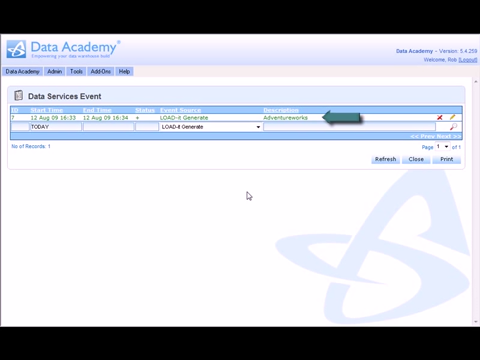 Data Academy®
Empowering your data warehouse build
Data Academy - Version: 5.4.259
Welcome, Rob [Logout]
Data Academy Admin Tools Add-Ons Help
Data Services Event
ID Start Time End Time Status Event Source Description
7 12 Aug 09 16:33 12 Aug 09 16:34 + LOAD-it Generate Adventureworks
TODAY LOAD-it Generate
<< Prev Next >>
No of Records: 1
Page 1 of 1
Refresh Close Print